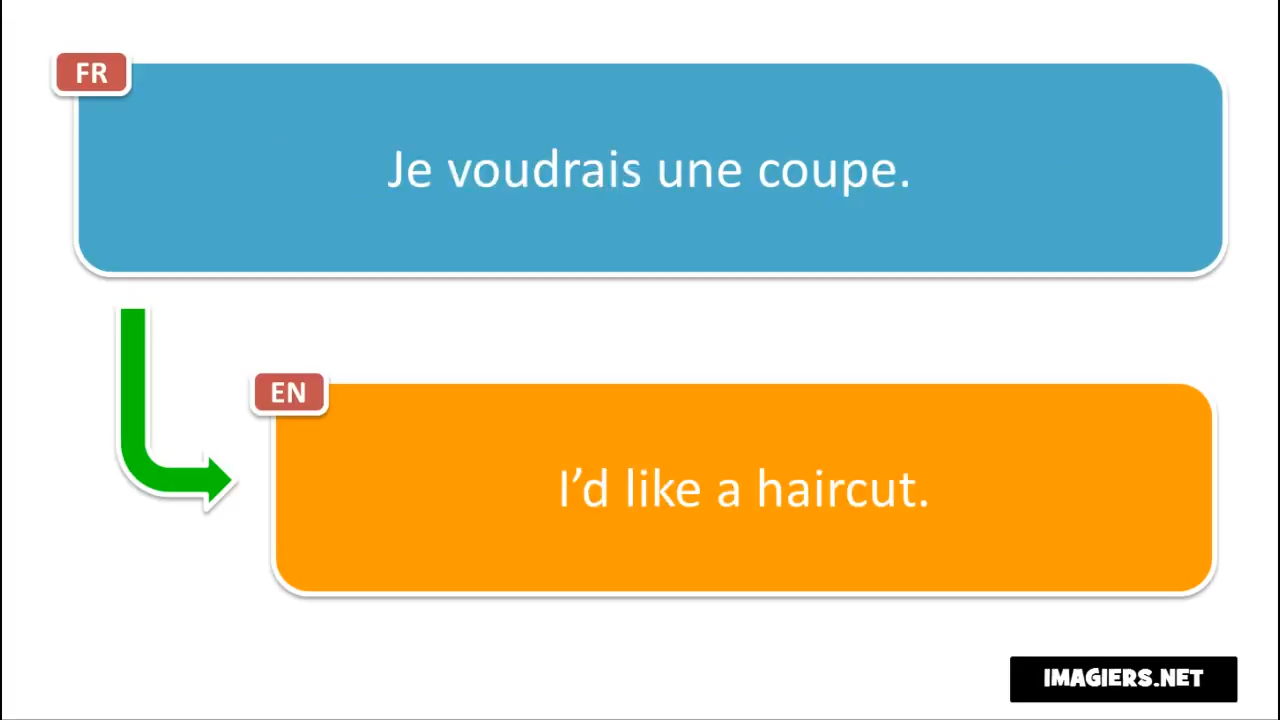 FR
Je voudrais une coupe.
EN
I’d like a haircut.
IMAGIERS.NET